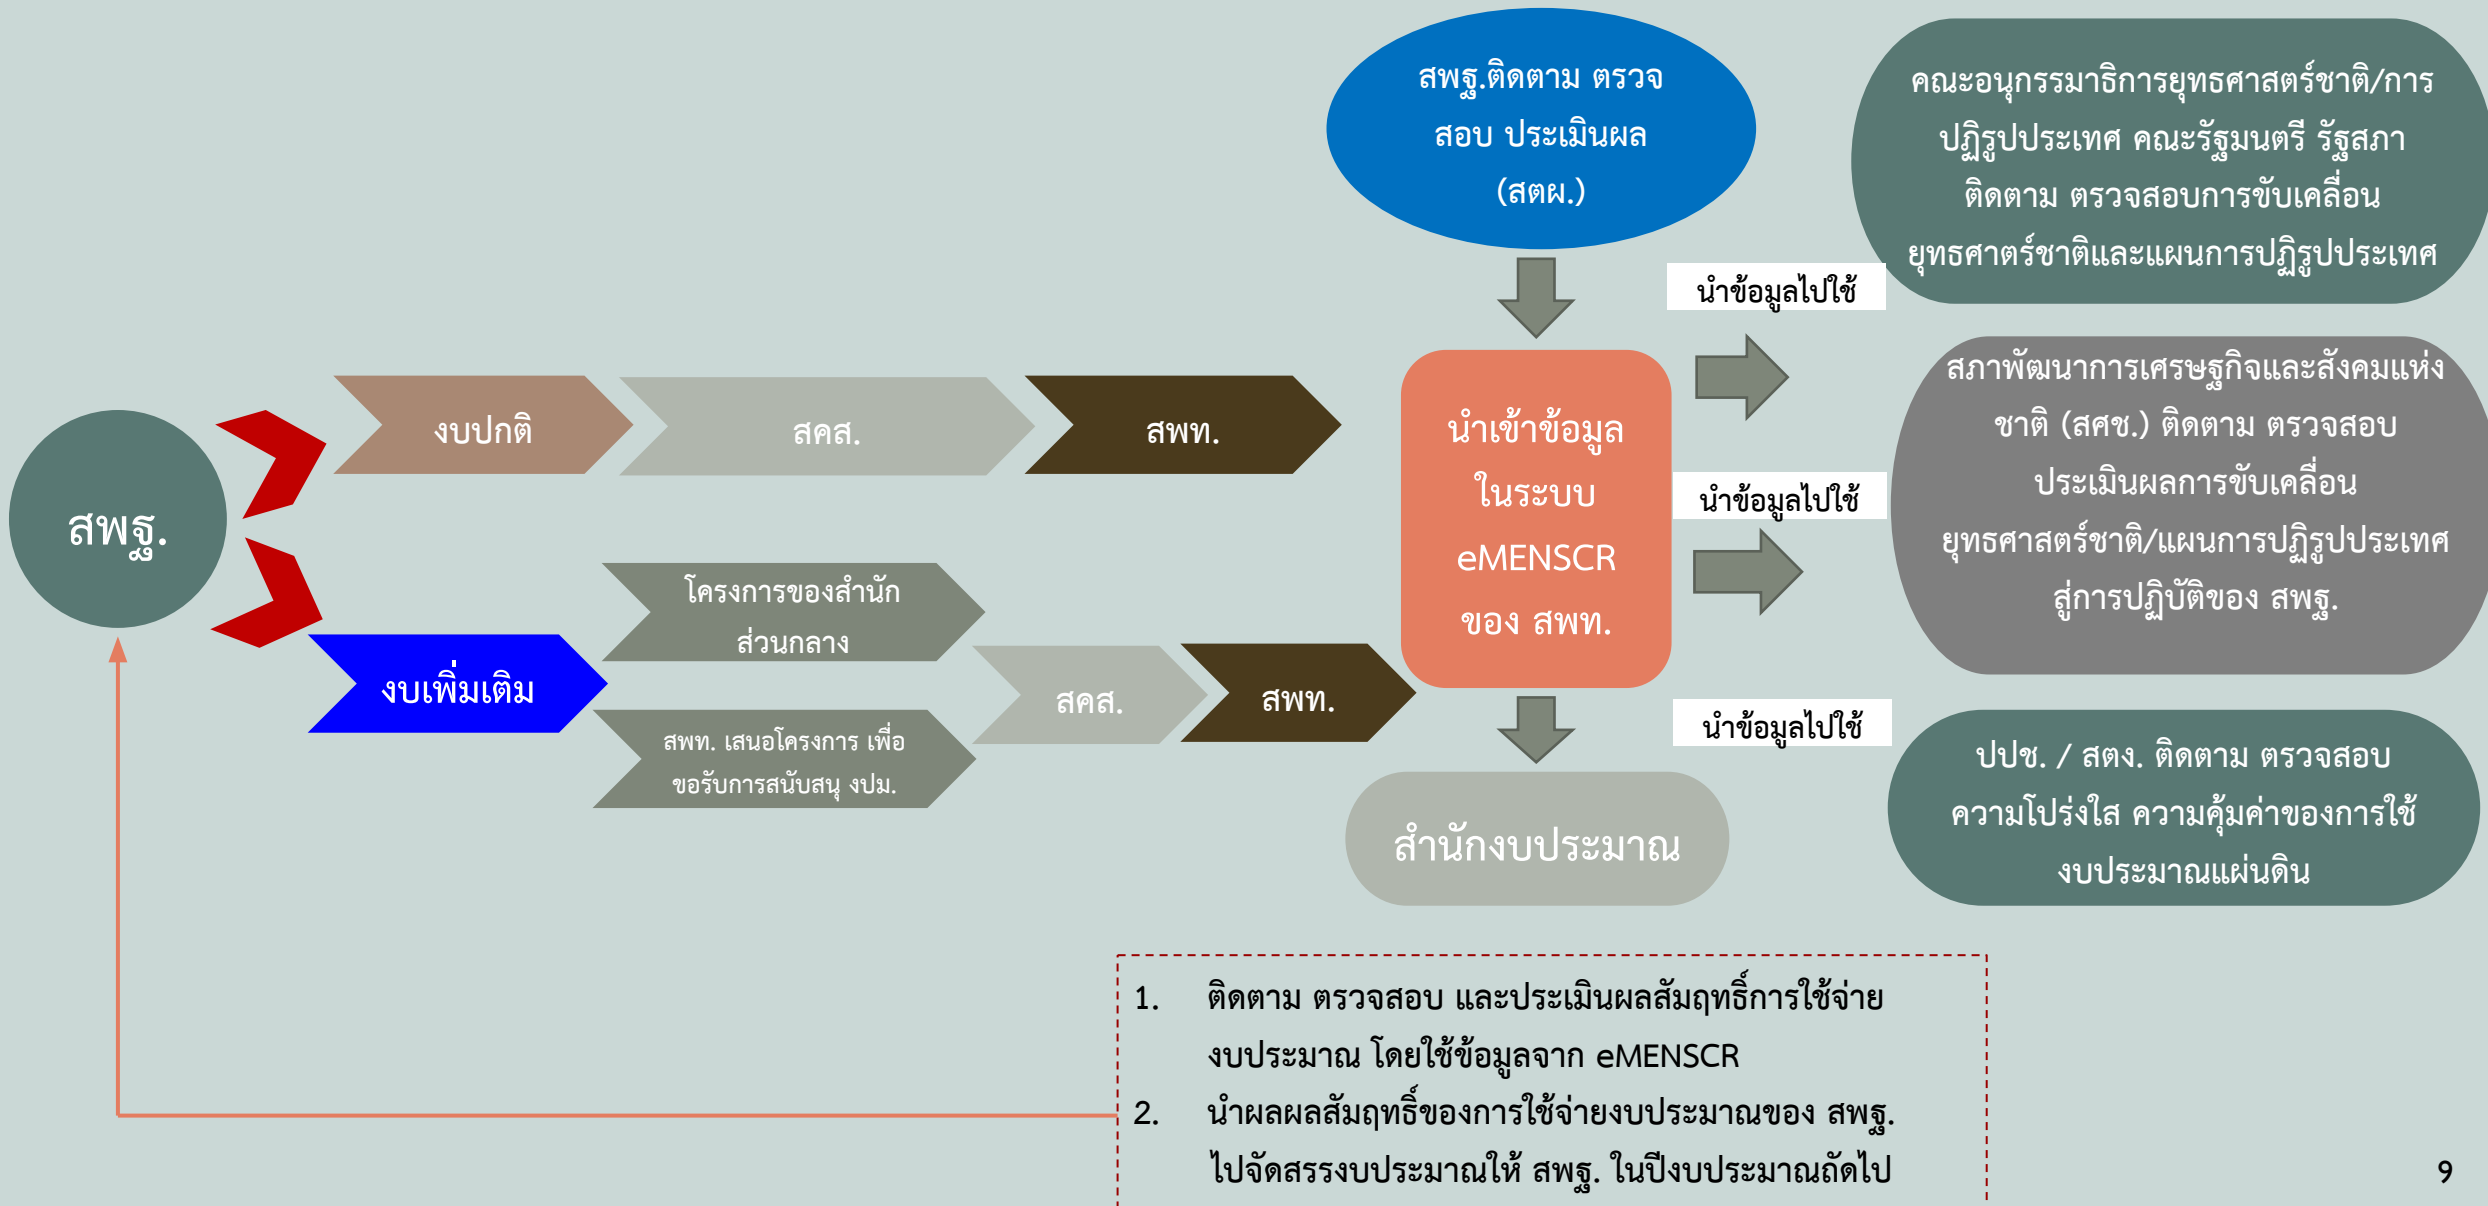 สพฐ.ติดตาม ตรวจ
สอบ ประเมินผล
(สตผ.)
คณะอนุกรรมาธิการยุทธศาสตร์ชาติ/การ
ปฏิรูปประเทศ คณะรัฐมนตรี รัฐสภา
ติดตาม ตรวจสอบการขับเคลื่อน
ยุทธศาตร์ชาติและแผนการปฏิรูปประเทศ
นำข้อมูลไปใช้
สพฐ.
งบปกติ
สคส.
สพท.
นำเข้าข้อมูล
ในระบบ
eMENSCR
ของ สพท.
สภาพัฒนาการเศรษฐกิจและสังคมแห่ง
ชาติ (สศช.) ติดตาม ตรวจสอบ
ประเมินผลการขับเคลื่อน
ยุทธศาสตร์ชาติ/แผนการปฏิรูปประเทศ
สู่การปฏิบัติของ สพฐ.
นำข้อมูลไปใช้
งบเพิ่มเติม
โครงการของสำนัก
ส่วนกลาง
สพท. เสนอโครงการ เพื่อ
ขอรับการสนับสนุ งปม.
สคส.
สพท.
นำข้อมูลไปใช้
สำนักงบประมาณ
ปปช. / สตง. ติดตาม ตรวจสอบ
ความโปร่งใส ความคุ้มค่าของการใช้
งบประมาณแผ่นดิน
1. ติดตาม ตรวจสอบ และประเมินผลสัมฤทธิ์การใช้จ่าย
งบประมาณ โดยใช้ข้อมูลจาก eMENSCR
2. นำผลผลสัมฤทธิ์ของการใช้จ่ายงบประมาณของ สพฐ.
ไปจัดสรรงบประมาณให้ สพฐ. ในปีงบประมาณถัดไป
9